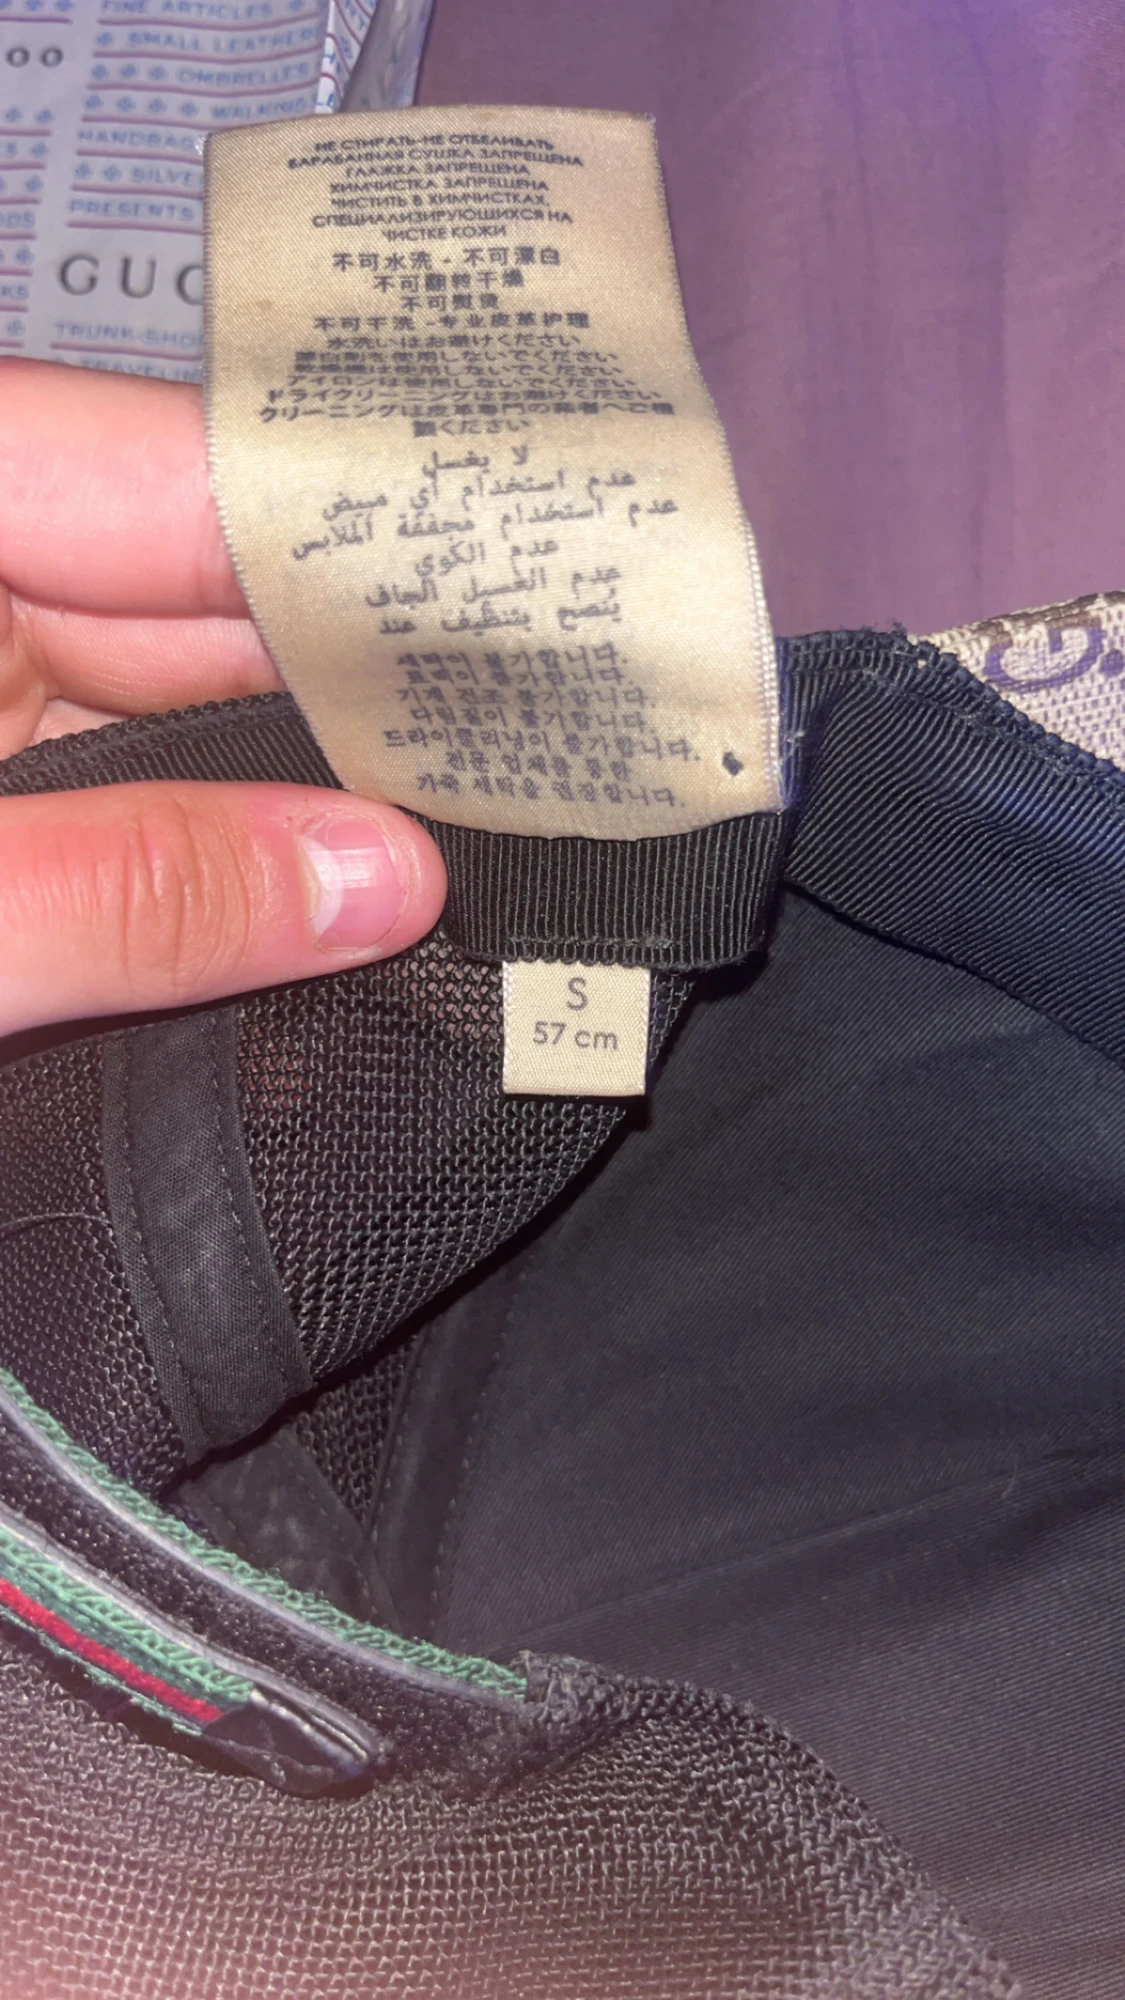 OO
FINE ARTICLES
SMALL LEATHER
OMBRELLES
WALKING
HANDBAG
SILVE
PRESENTS
GUC
TRUNK-SHO
TRAVELIN
НЕ СТИРАТЬ-НЕ ОТБЕЛИВАТЬ
БАРАБАННАЯ СУШКА ЗАПРЕЩЕНА
ГЛАЖКА ЗАПРЕЩЕНА
ХИМЧИСТКА ЗАПРЕЩЕНА
ЧИСТИТЬ В ХИМЧИСТКАХ,
СПЕЦИАЛИЗИРУЮЩИХСЯ НА
ЧИСТКЕ КОЖИ
不可水洗 - 不可漂白
不可翻转干燥
不可熨烫
不可干洗 -专业皮革护理
水洗いはお避けください
漂白剤を使用しないでください
乾燥機は使用しないでください
アイロンは使用しないでください
ドライクリーニングはお避けください
クリーニングは皮革専門の業者へご相
談ください
لا يغسل
عدم استخدام أي مبيض
عدم استخدام مجففة الملابس
عدم الكوي
عدم الغسيل الجاف
ينصح بتنظيف عند
세탁이 불가합니다.
표백이 불가합니다.
기계 건조 불가합니다.
다림질이 불가합니다.
드라이클리닝이 불가합니다.
전문 업체를 통한
가죽 세탁을 권장합니다.
S
57 cm
G